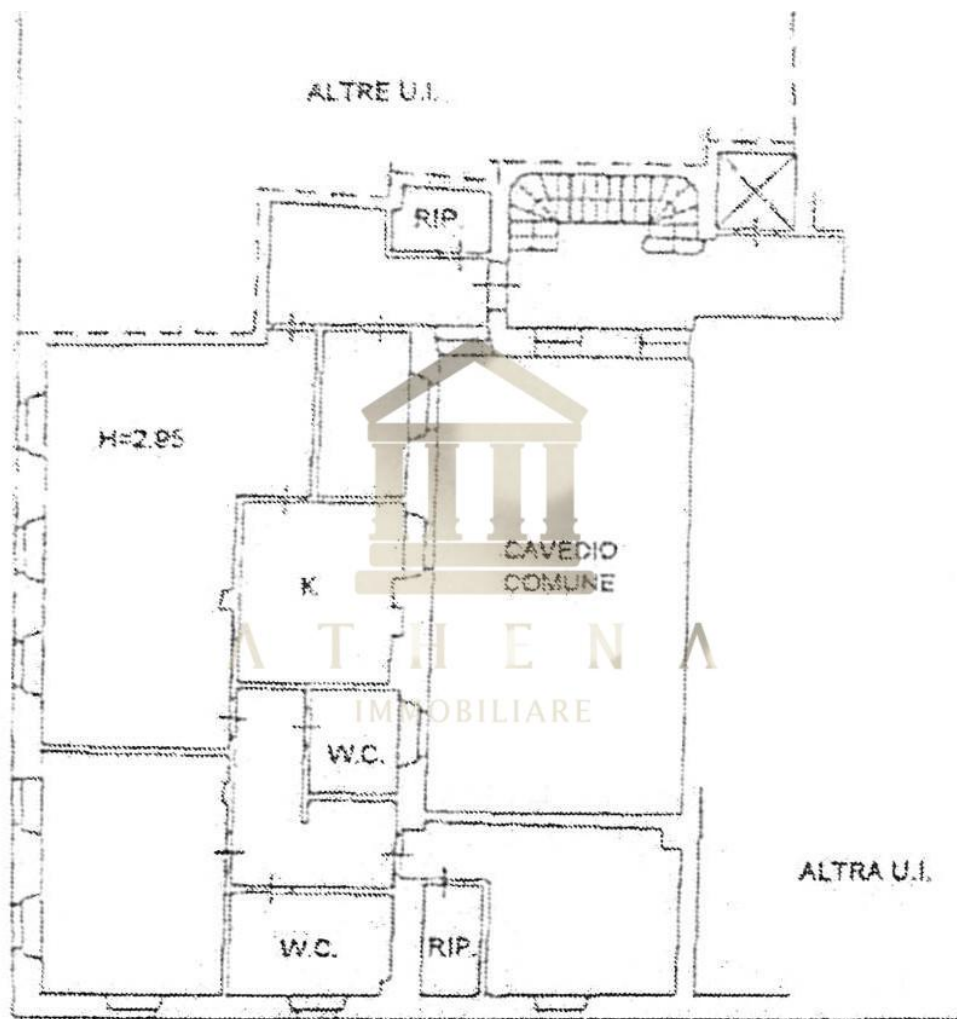 ALTRE U.I.
RIP.
H=2.95
CAVEDIO
COMUNE
K
ATHENA
IMMOBILIARE
W.C.
ALTRA U.I.
W.C.
RIP.